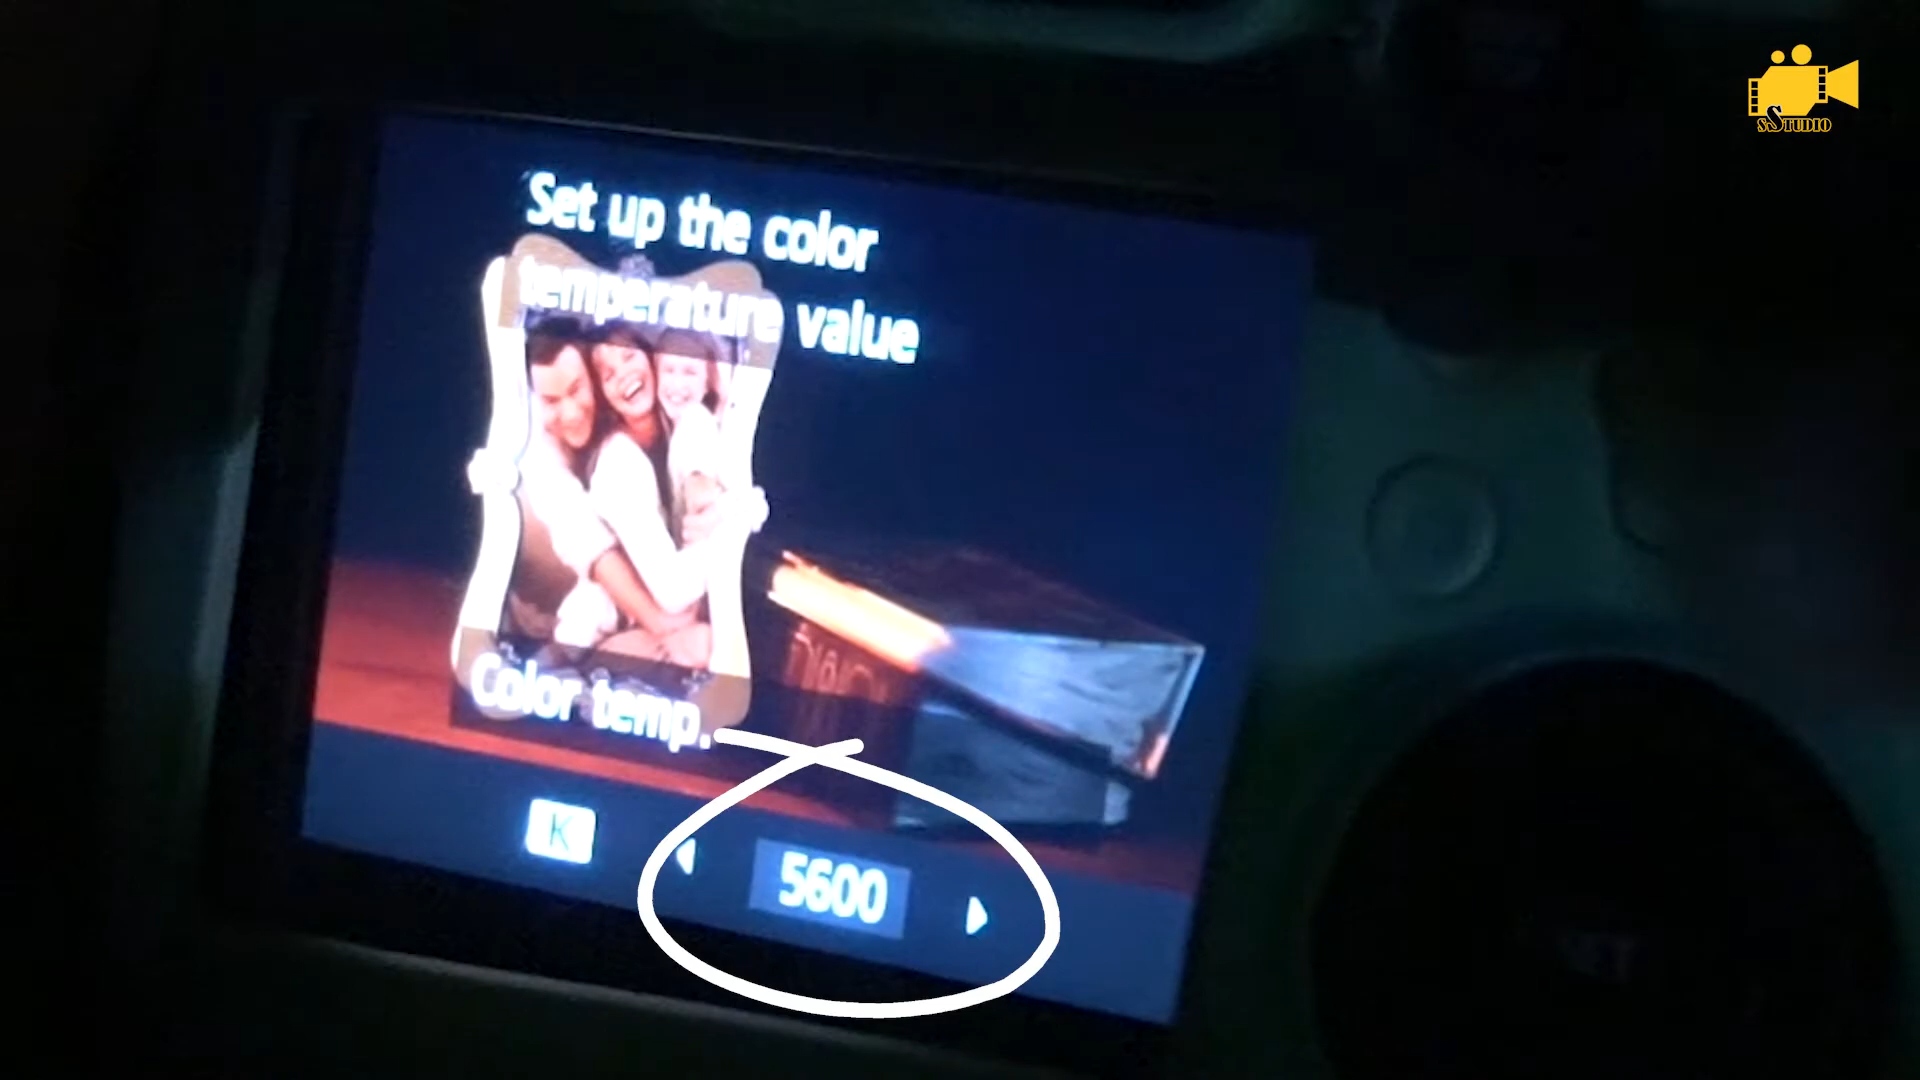 SSTUDIO
Set up the color
temperature value
Color temp.
K
5600